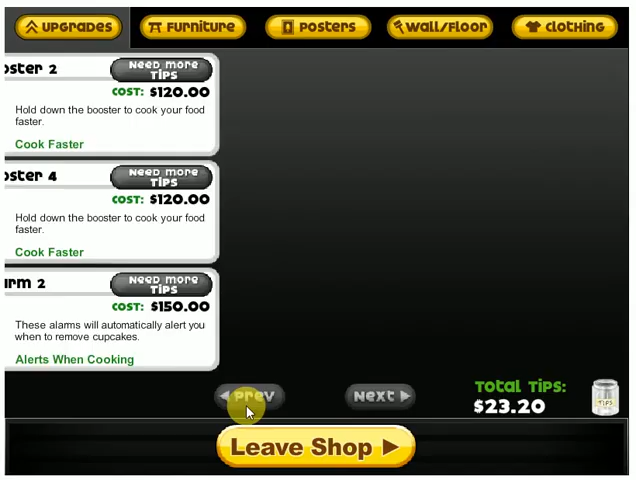 UPGRADES
FURNITURE
POSTERS
WALL/FLOOR
CLOTHING
oster 2
NEED MORE
TIPS
COST: $120.00
Hold down the booster to cook your food
faster.
Cook Faster
oster 4
NEED MORE
TIPS
COST: $120.00
Hold down the booster to cook your food
faster.
Cook Faster
arm 2
NEED MORE
TIPS
COST: $150.00
These alarms will automatically alert you
when to remove cupcakes.
Alerts When Cooking
PREV
NEXT
TOTAL TIPS:
$23.20
TIPS
Leave Shop